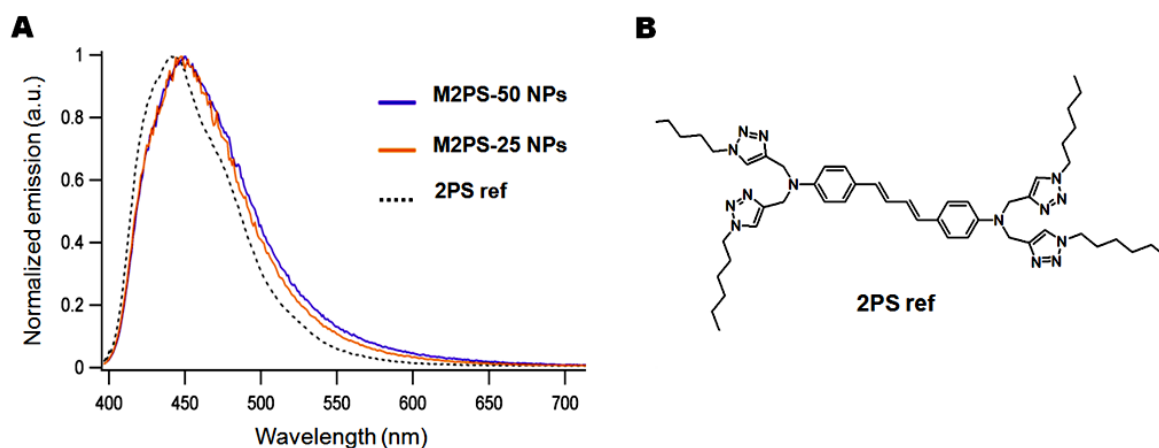 A
Normalized emission (a.u.)
1
0.8
0.6
0.4
0.2
0
400 450 500 550 600 650 700
Wavelength (nm)
M2PS-50 NPs
M2PS-25 NPs
2PS ref
B
N=N
N
N
N=N
N
N
N
N
N=N
N
N
N=N
2PS ref